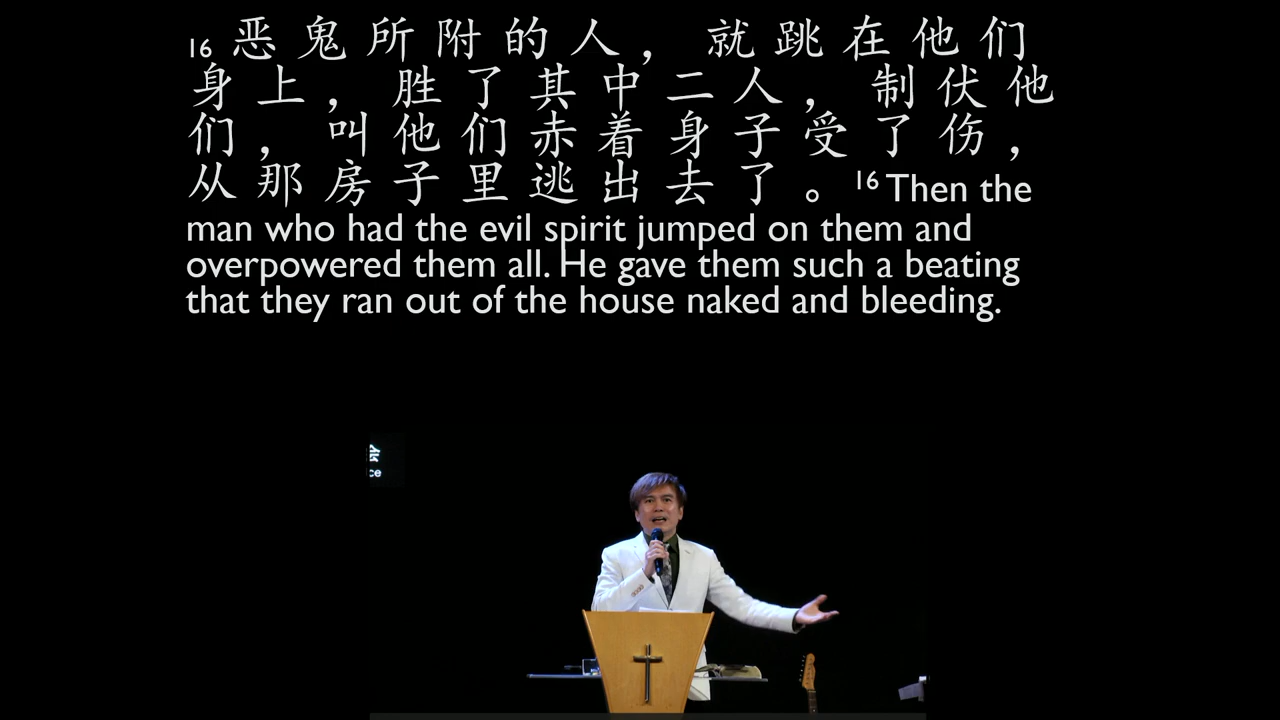 16 恶鬼所附的人，就跳在他们
身上，胜了其中二人，制伏他
们，叫他们赤着身子受了伤，
从那房子里逃出去了。16 Then the
man who had the evil spirit jumped on them and
overpowered them all. He gave them such a beating
that they ran out of the house naked and bleeding.
ce